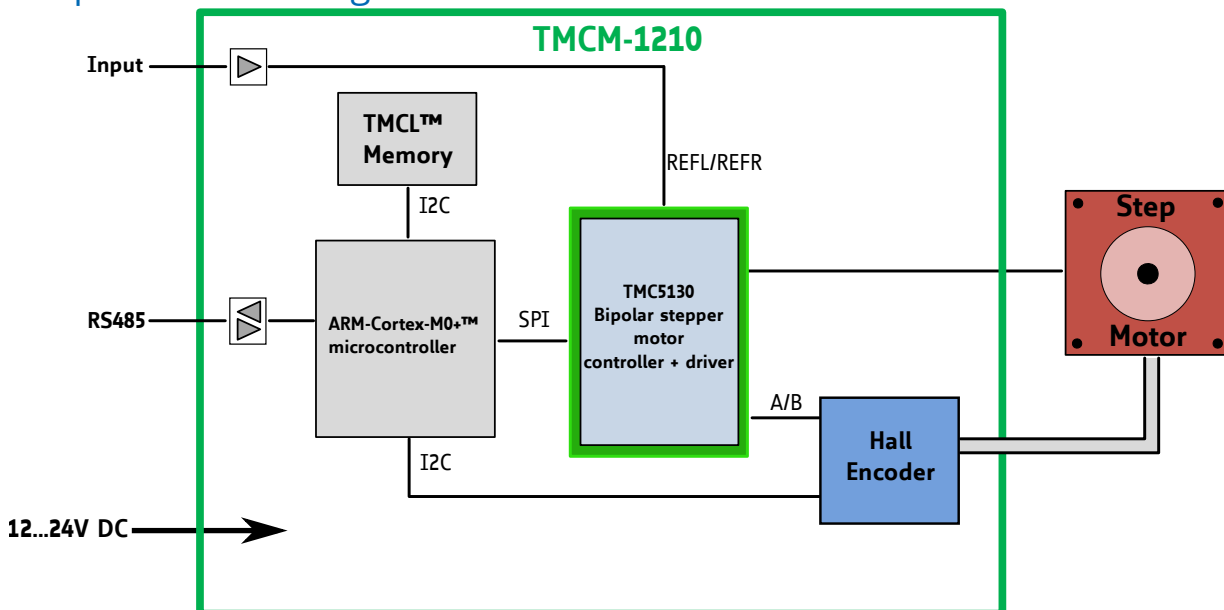 TMCM-1210
Input
TMCL™
Memory
REFL/REFR
I2C
Step
Motor
TMC5130
Bipolar stepper
motor
controller + driver
RS485
ARM-Cortex-M0+™
microcontroller
SPI
A/B
Hall
Encoder
I2C
12...24V DC